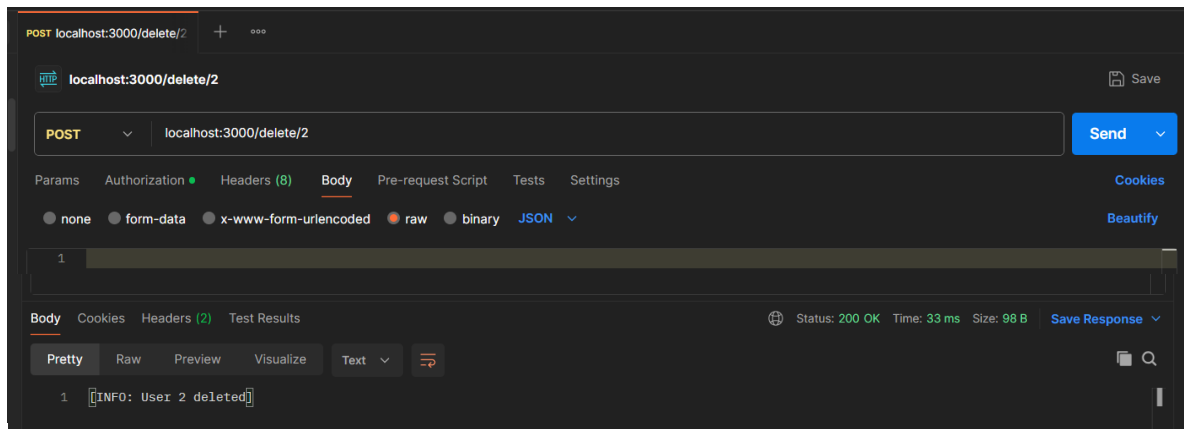 POST localhost:3000/delete/2
HTTP localhost:3000/delete/2 Save
POST localhost:3000/delete/2 Send
Params Authorization Headers (8) Body Pre-request Script Tests Settings Cookies
none form-data x-www-form-urlencoded raw binary JSON Beautify
1
Body Cookies Headers (2) Test Results Status: 200 OK Time: 33 ms Size: 98 B Save Response
Pretty Raw Preview Visualize Text
1 [INFO: User 2 deleted]